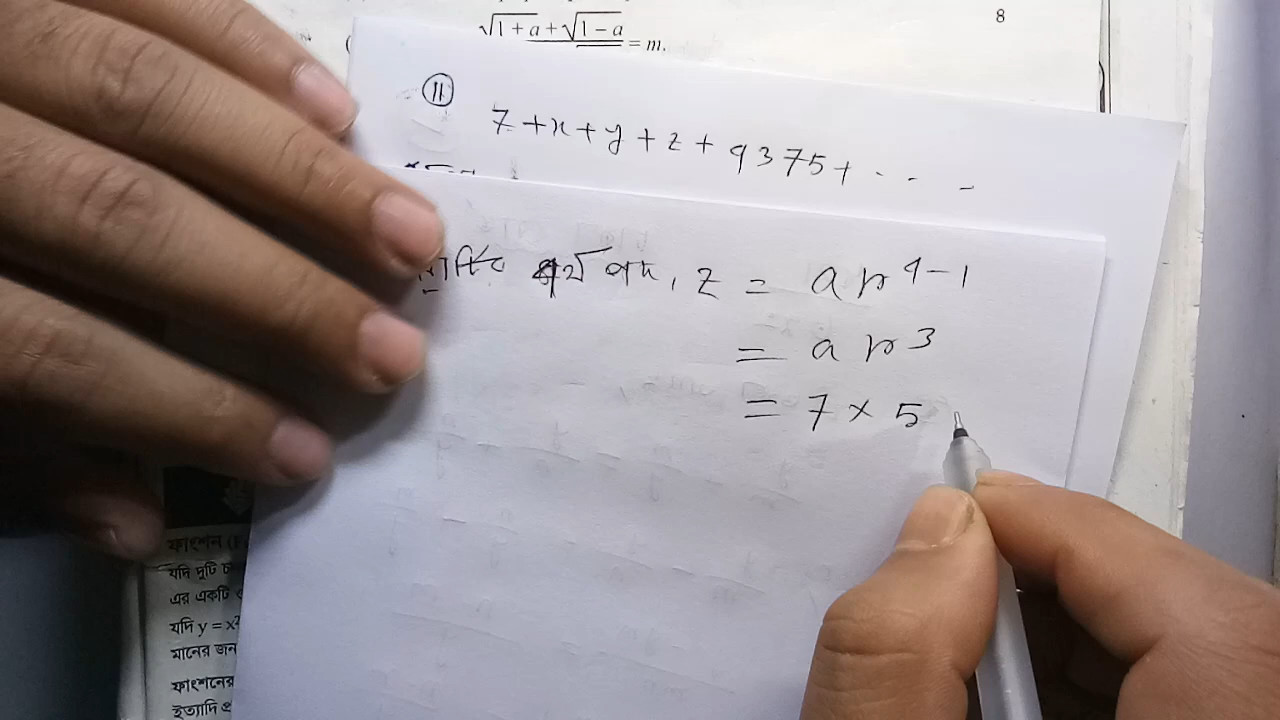 √1+a + √1−a = m.
8
11
7 + x + y + z + 9375 + . . . -
৪র্থ পদ, z = ar⁴⁻¹
= ar³
= 7 × 5
ফাংশন
যদি দুটি
এর একটি
যদি y = x
মানের জন
ফাংশনের
ইত্যাদি